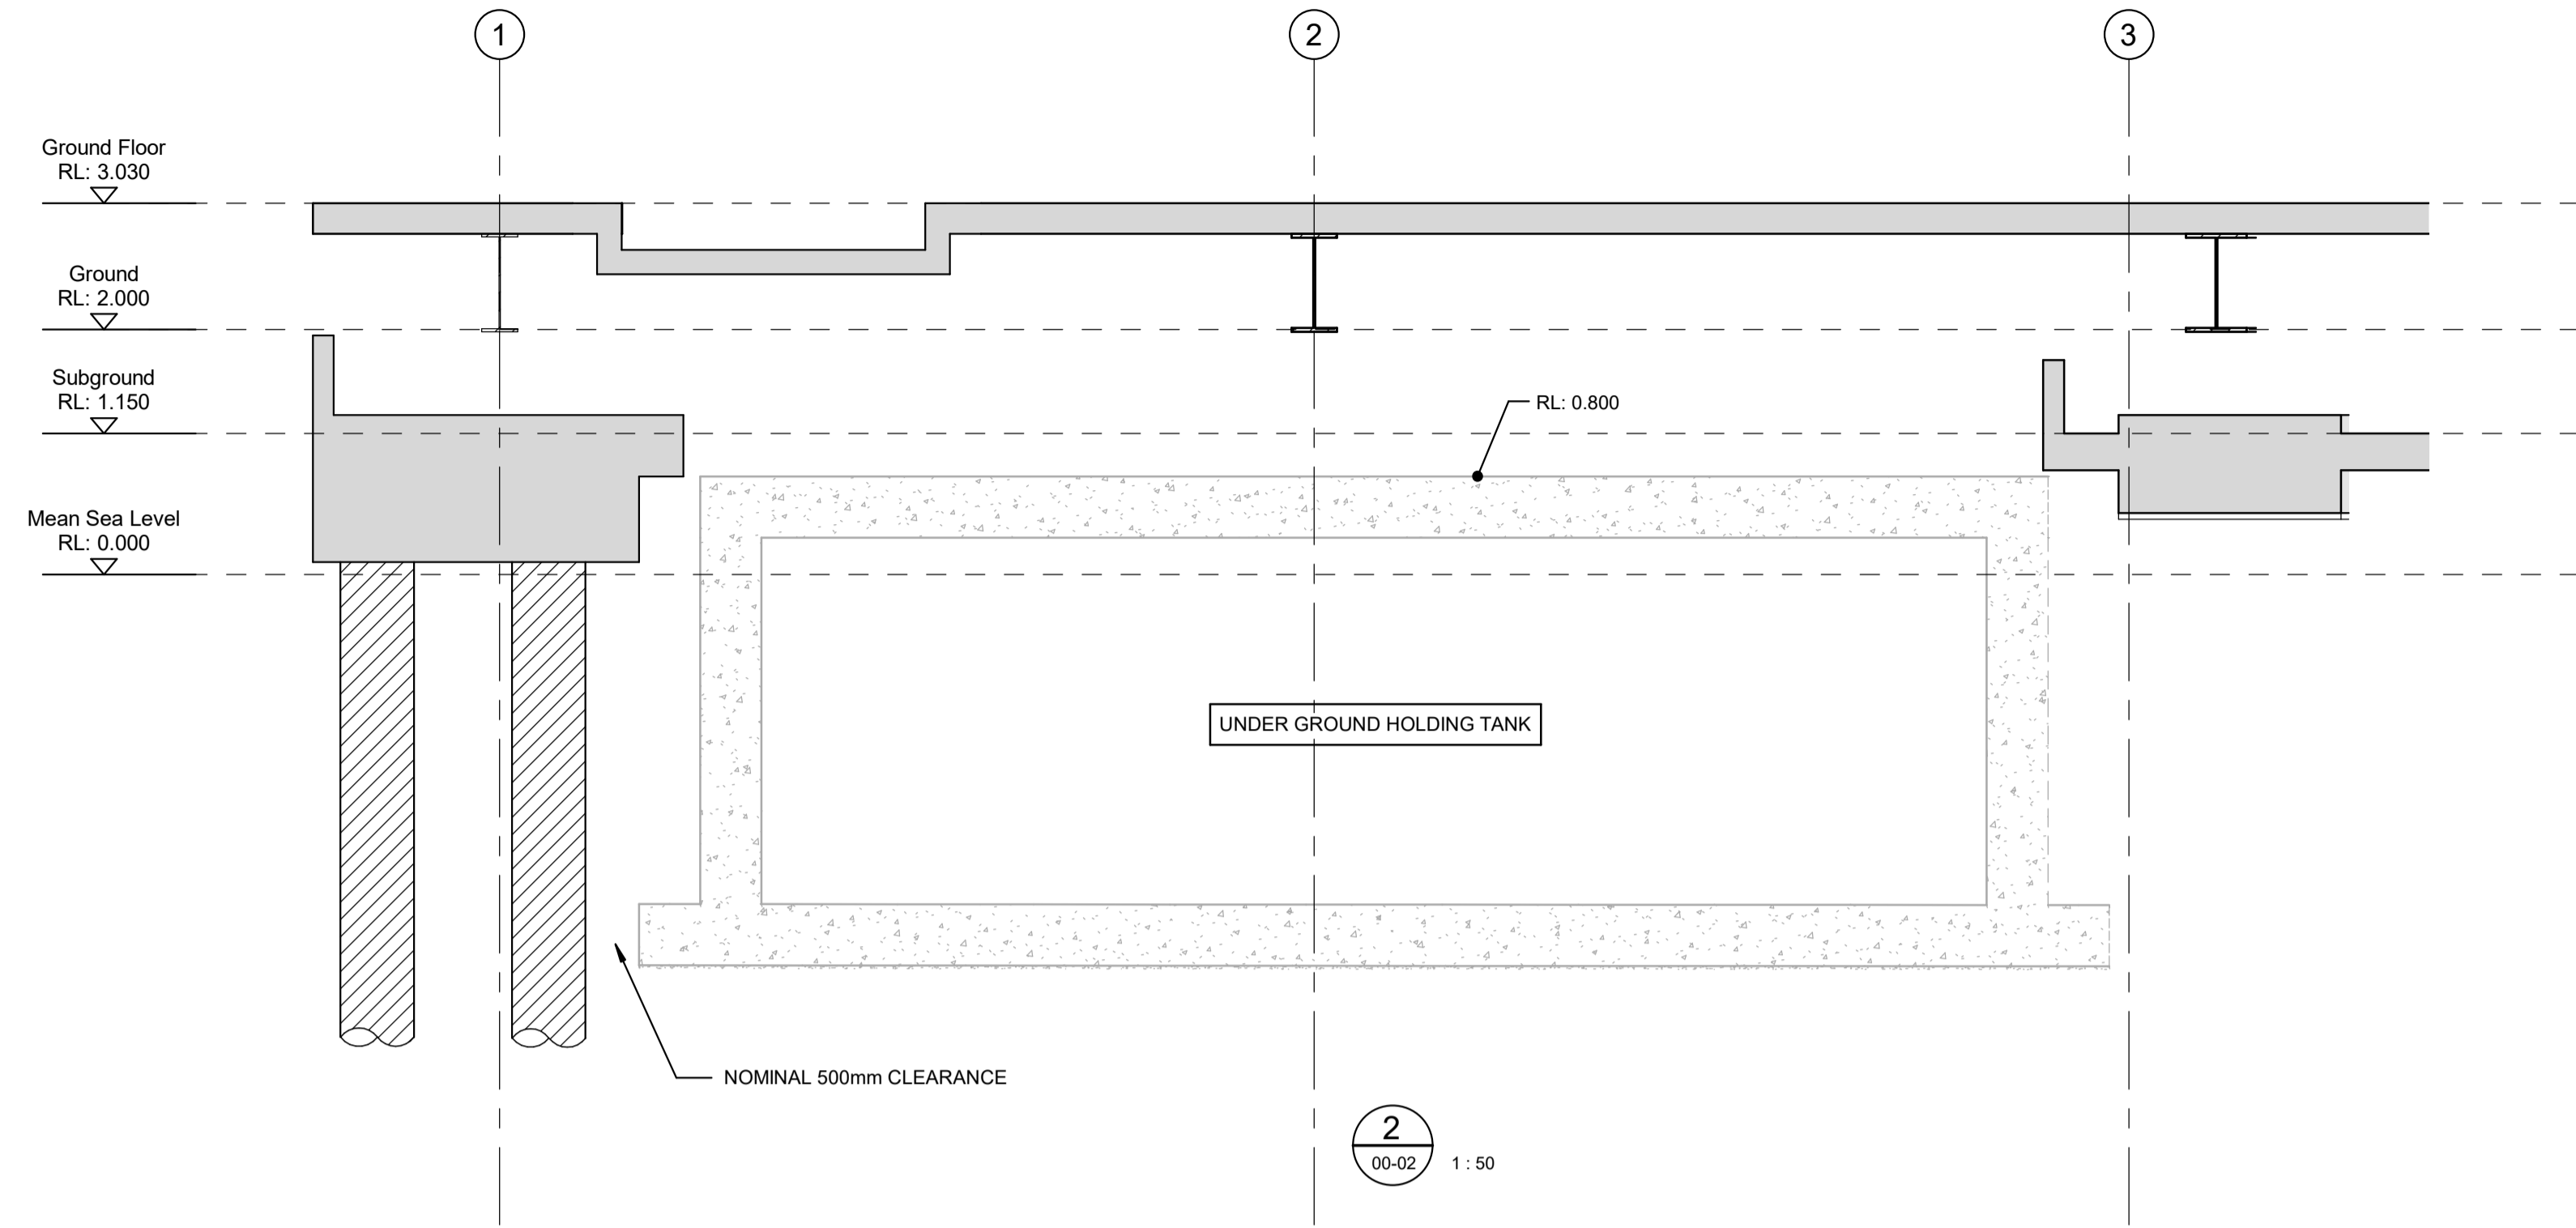 1
2
3
Ground Floor
RL: 3.030
Ground
RL: 2.000
Subground
RL: 1.150
RL: 0.800
Mean Sea Level
RL: 0.000
UNDER GROUND HOLDING TANK
NOMINAL 500mm CLEARANCE
2
00-02
1 : 50